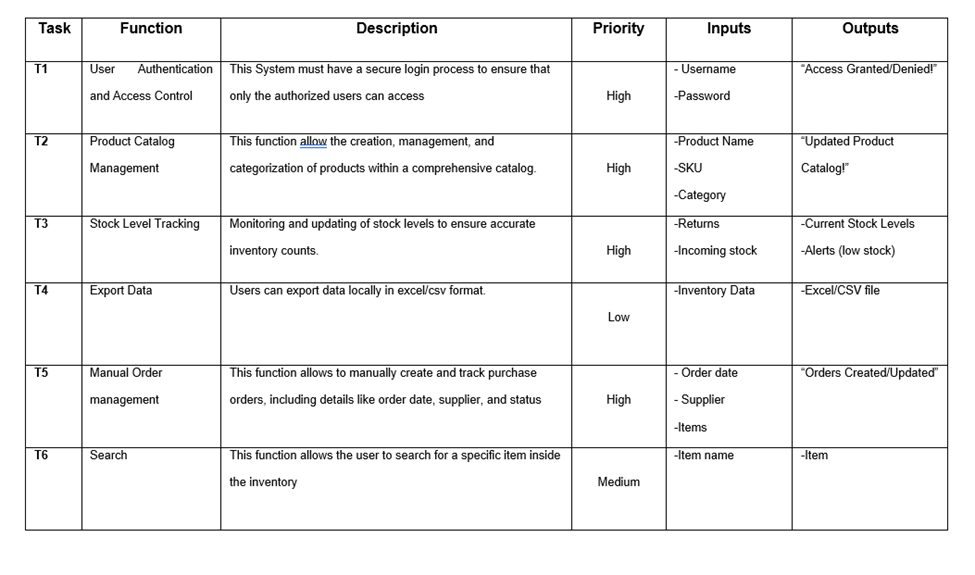 Task Function Description Priority Inputs Outputs
T1 User Authentication This System must have a secure login process to ensure that - Username “Access Granted/Denied!”
and Access Control only the authorized users can access High -Password
T2 Product Catalog This function allow the creation, management, and -Product Name “Updated Product
Management categorization of products within a comprehensive catalog. High -SKU Catalog!”
-Category
T3 Stock Level Tracking Monitoring and updating of stock levels to ensure accurate -Returns -Current Stock Levels
inventory counts. High -Incoming stock -Alerts (low stock)
T4 Export Data Users can export data locally in excel/csv format. -Inventory Data -Excel/CSV file
Low
T5 Manual Order This function allows to manually create and track purchase - Order date “Orders Created/Updated”
management orders, including details like order date, supplier, and status High - Supplier
-Items
T6 Search This function allows the user to search for a specific item inside -Item name -Item
the inventory Medium